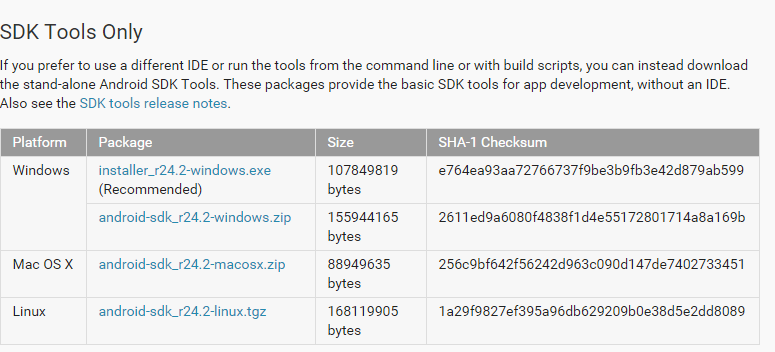 SDK Tools Only
If you prefer to use a different IDE or run the tools from the command line or with build scripts, you can instead download
the stand-alone Android SDK Tools. These packages provide the basic SDK tools for app development, without an IDE.
Also see the SDK tools release notes.
Platform Package Size SHA-1 Checksum
Windows installer_r24.2-windows.exe 107849819 e764ea93aa72766737f9be3b9fb3e42d879ab599
(Recommended) bytes
android-sdk_r24.2-windows.zip 155944165 2611ed9a6080f4838f1d4e55172801714a8a169b
bytes
Mac OS X android-sdk_r24.2-macosx.zip 88949635 256c9bf642f56242d963c090d147de7402733451
bytes
Linux android-sdk_r24.2-linux.tgz 168119905 1a29f9827ef395a96db629209b0e38d5e2dd8089
bytes